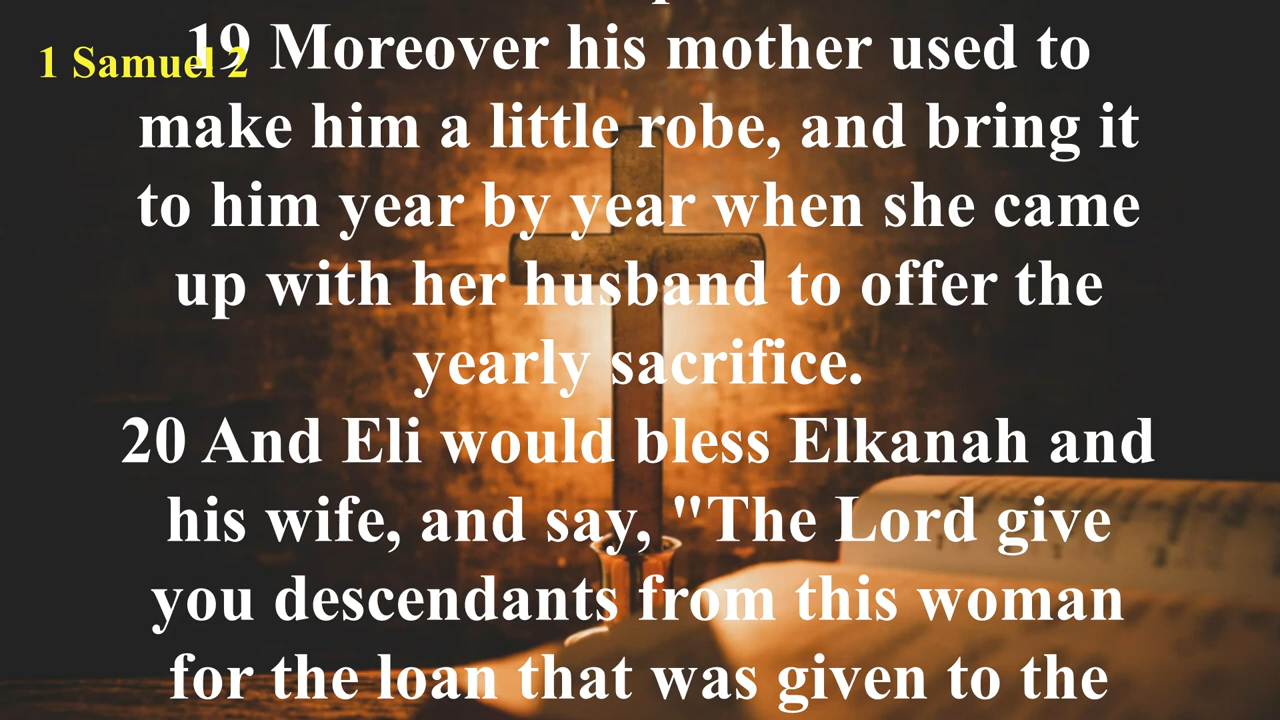 1 Samuel 2
19 Moreover his mother used to
make him a little robe, and bring it
to him year by year when she came
up with her husband to offer the
yearly sacrifice.
20 And Eli would bless Elkanah and
his wife, and say, "The Lord give
you descendants from this woman
for the loan that was given to the